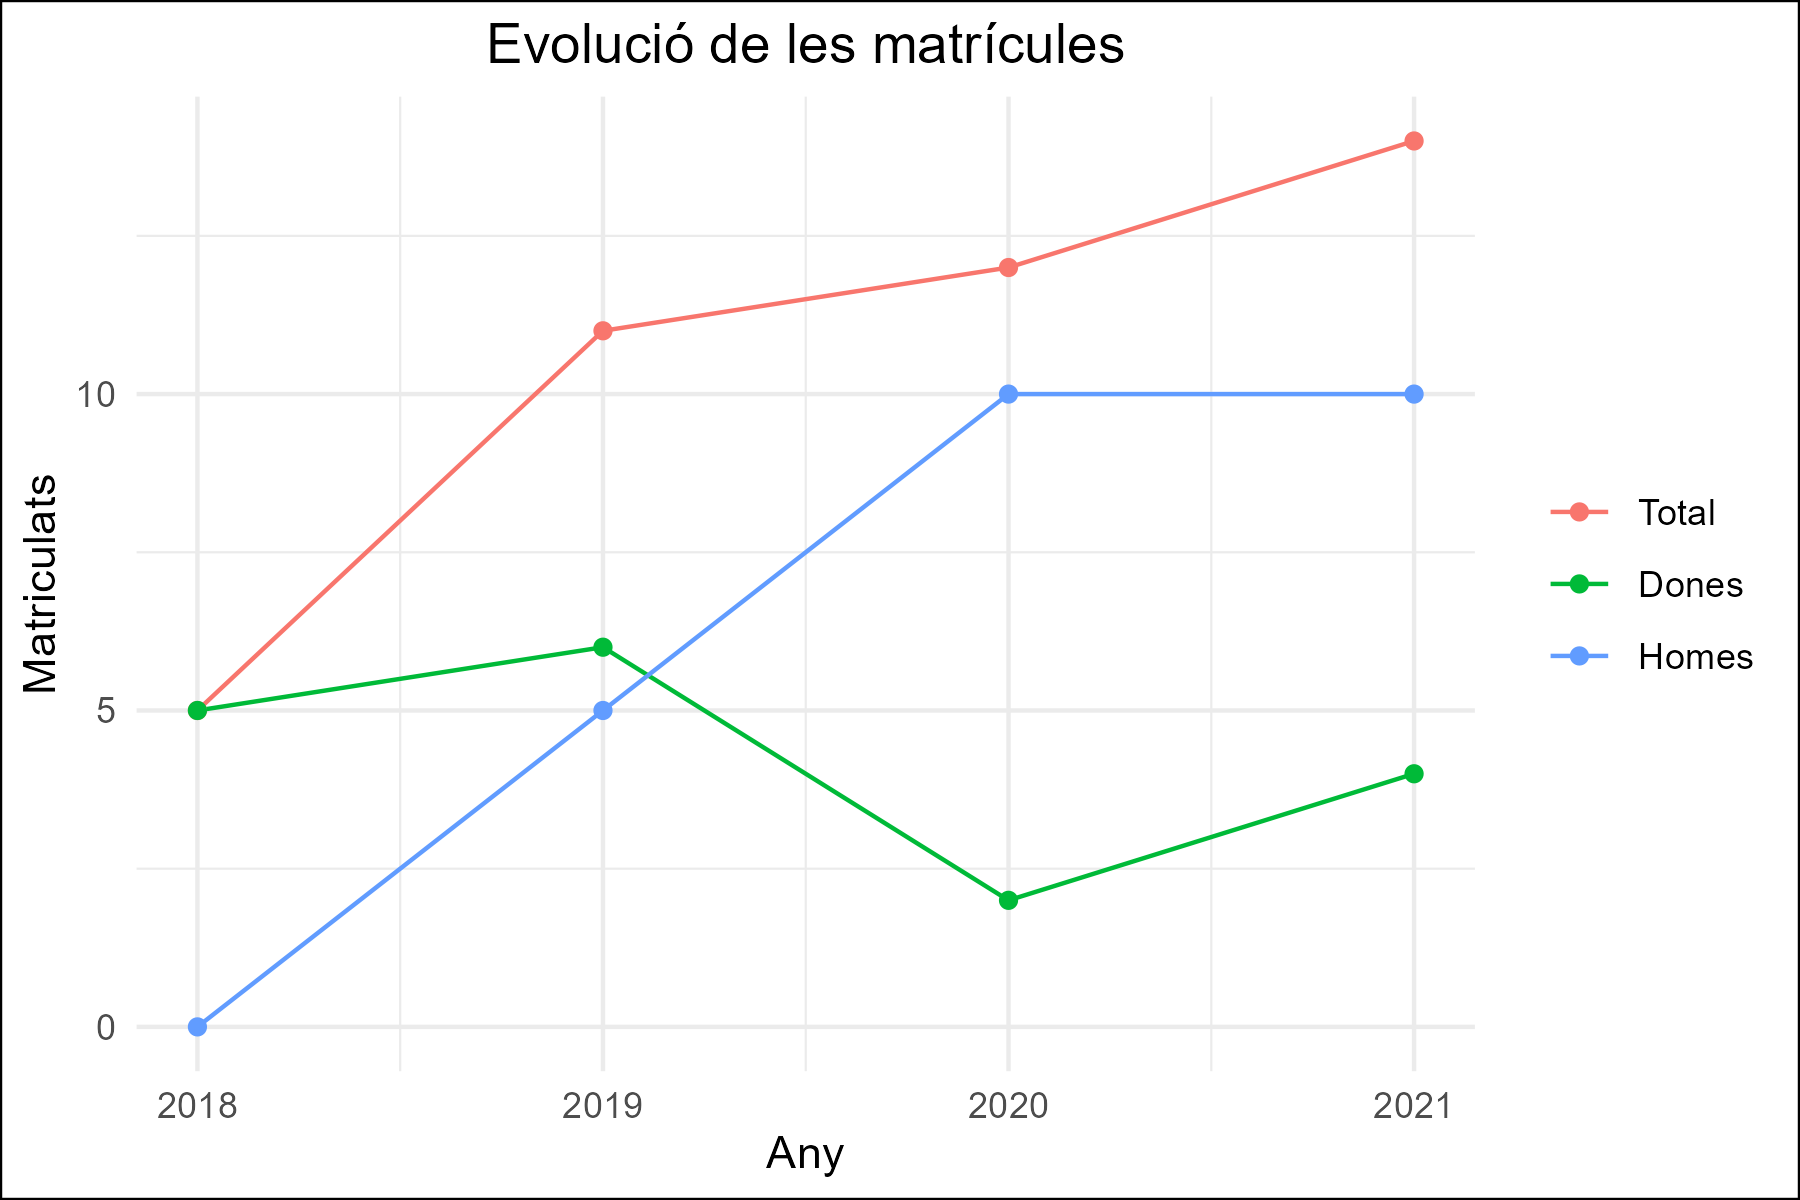 Evolució de les matrícules
Matriculats
10
5
0
2018
2019
2020
2021
Any
Total
Dones
Homes